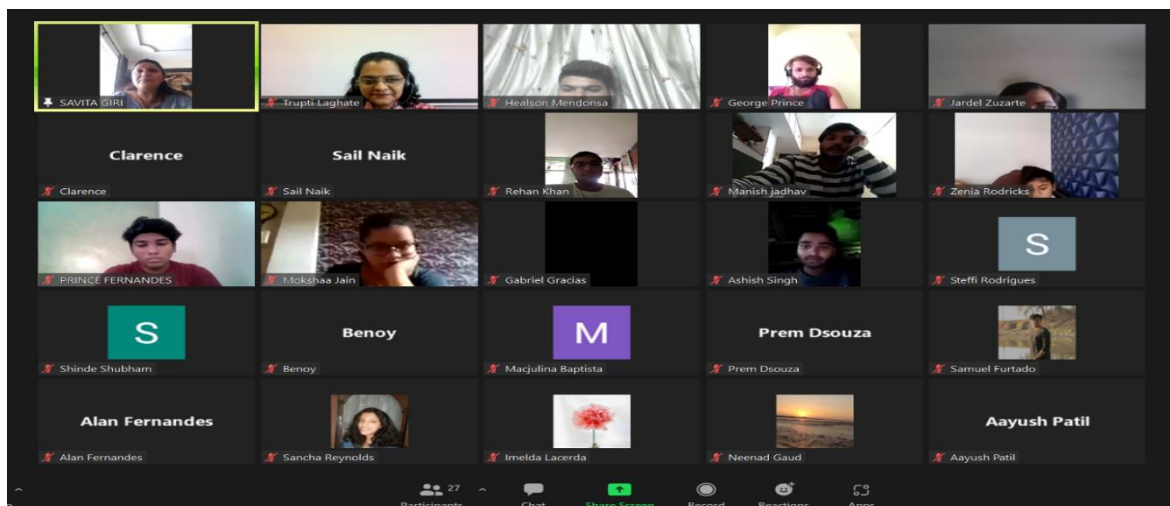 SAVITA GIRI
Trupti Laghate
Healson Mendonsa
George Prince
Jardel Zuzarte
Clarence
Clarence
Sail Naik
Sail Naik
Rehan Khan
Manish jadhav
Zenia Rodricks
PRINCE FERNANDES
Mokshaa Jain
Gabriel Gracias
Ashish Singh
S
Steffi Rodrigues
S
Shinde Shubham
Benoy
Benoy
M
Macjulina Baptista
Prem Dsouza
Prem Dsouza
Samuel Furtado
Alan Fernandes
Alan Fernandes
Sancha Reynolds
Imelda Lacerda
Neenad Gaud
Aayush Patil
Aayush Patil
27
Participants
Chat
Share Screen
Record
Reactions
Apps